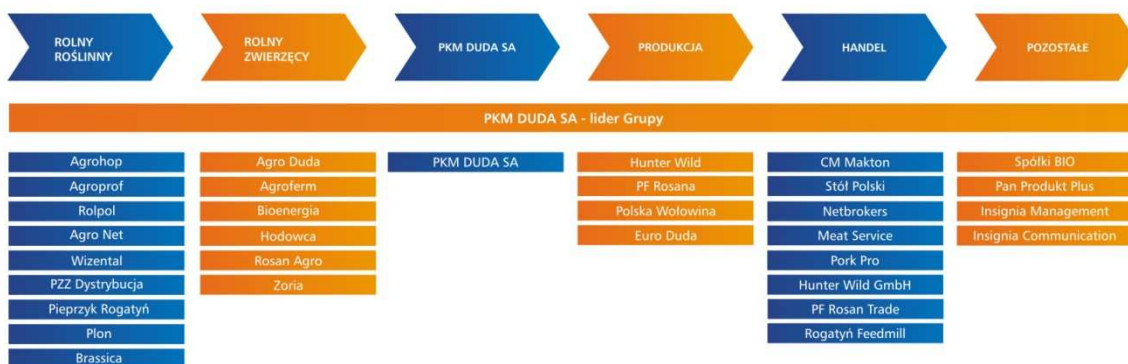 ROLNY
ROŚLINNY
ROLNY
ZWIERZĘCY
PKM DUDA SA
PRODUKCJA
HANDEL
POZOSTAŁE
PKM DUDA SA - lider Grupy
Agrohop
Agroprof
Rolpol
Agro Net
Wizental
PZZ Dystrybucja
Pieprzyk Rogatyń
Plon
Brassica
Agro Duda
Agroferm
Bioenergia
Hodowca
Rosan Agro
Zoria
PKM DUDA SA
Hunter Wild
PF Rosana
Polska Wołowina
Euro Duda
CM Makton
Stół Polski
Netbrokers
Meat Service
Pork Pro
Hunter Wild GmbH
PF Rosan Trade
Rogatyń Feedmill
Spółki BIO
Pan Produkt Plus
Insignia Management
Insignia Communication